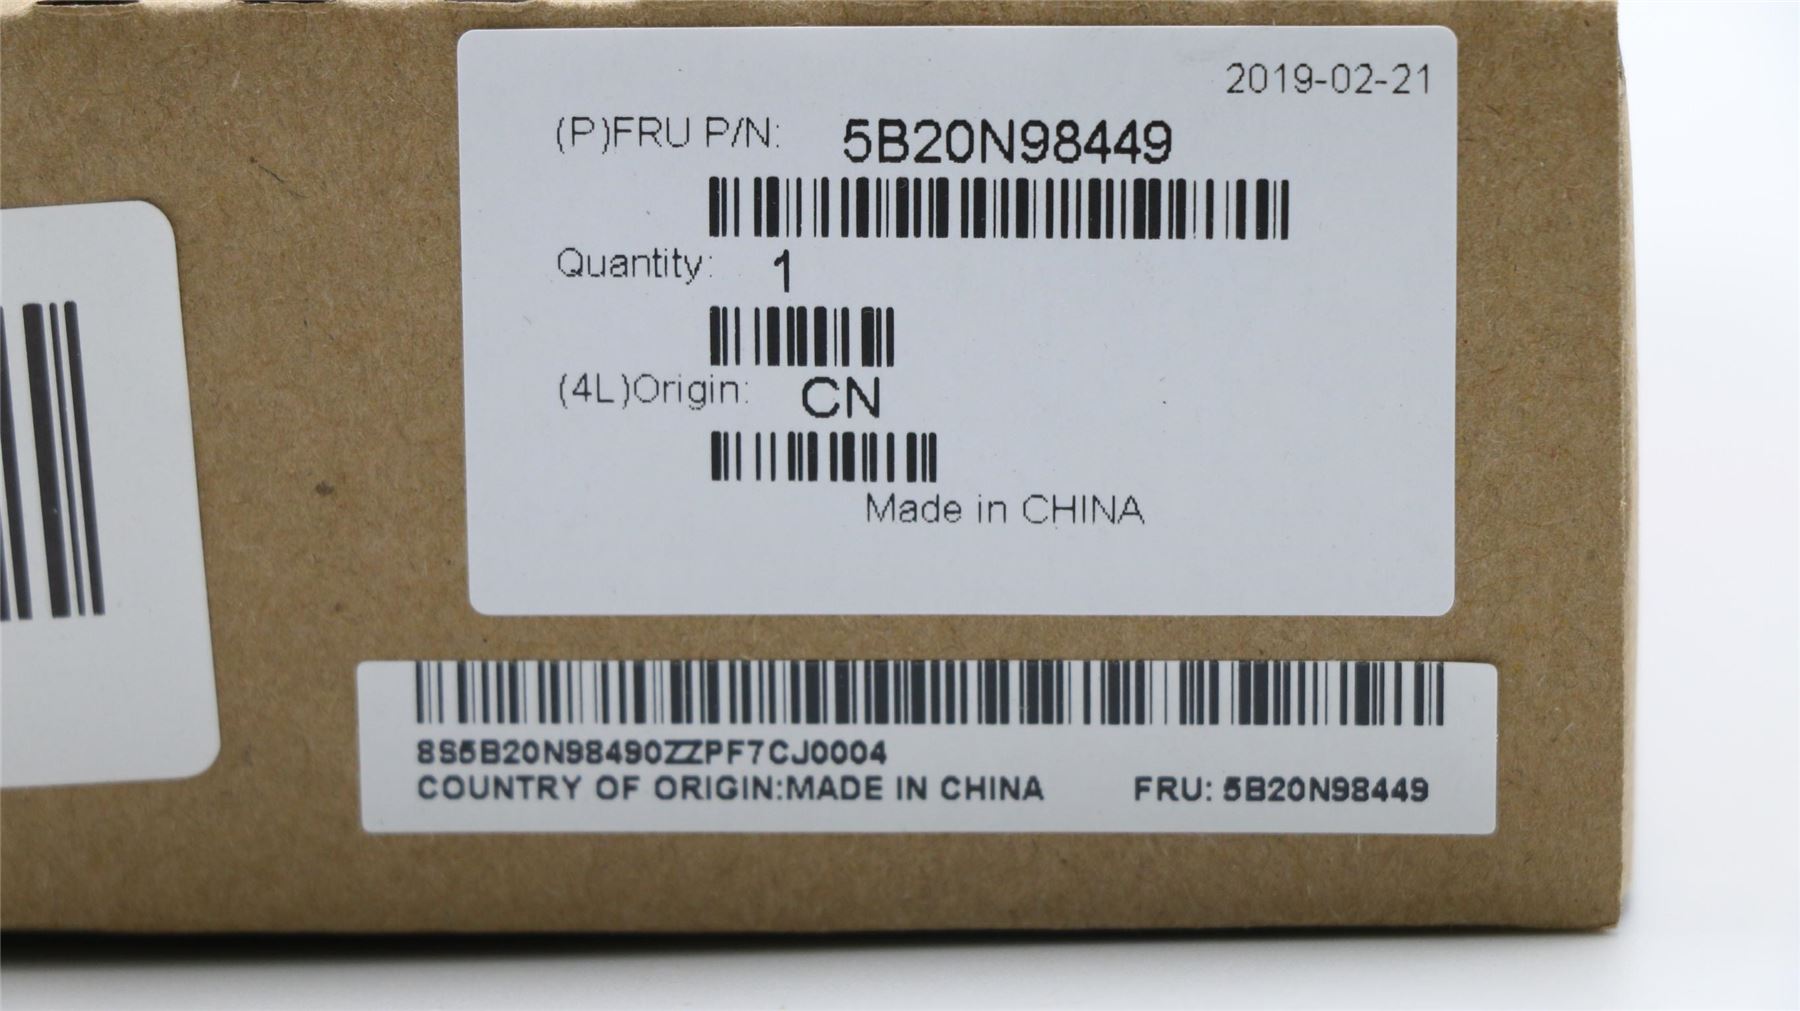 2019-02-21
(P)FRU P/N: 5B20N98449
Quantity: 1
(4L)Origin: CN
Made in CHINA
8S5B20N98490ZZPF7CJ0004
COUNTRY OF ORIGIN:MADE IN CHINA FRU: 5B20N98449